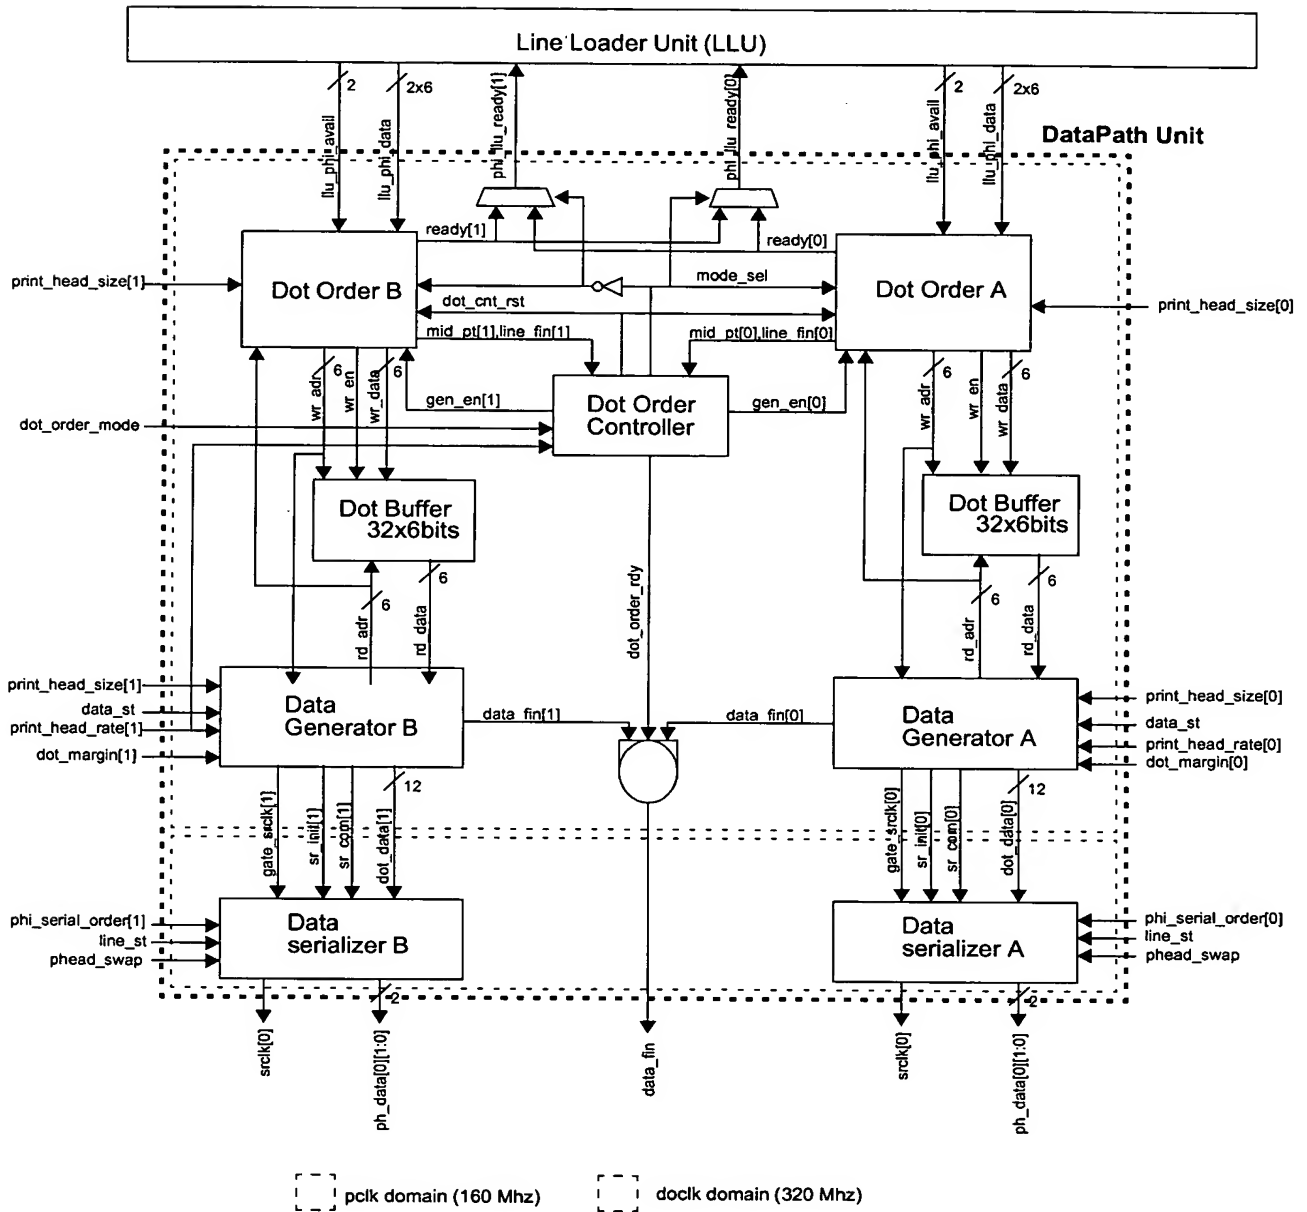 Line Loader Unit (LLU)
2
2x6
2
2x6
llu_phi_avail
llu_phi_data
phi_llu_ready[1]
phi_llu_ready[0]
llu_phi_avail
llu_phi_data
DataPath Unit
ready[1]
ready[0]
print_head_size[1]
Dot Order B
mode_sel
Dot Order A
dot_cnt_rst
print_head_size[0]
mid_pt[1],line_fin[1]
mid_pt[0],line_fin[0]
6
6
6
6
wr_adr
wr_en
wr_data
gen_en[1]
Dot Order
Controller
gen_en[0]
wr_adr
wr_en
wr_data
dot_order_mode
Dot Buffer
32x6bits
Dot Buffer
32x6bits
6
6
6
6
rd_adr
rd_data
dot_order_rdy
rd_adr
rd_data
print_head_size[1]
data_st
print_head_rate[1]
dot_margin[1]
Data
Generator B
data_fin[1]
data_fin[0]
Data
Generator A
print_head_size[0]
data_st
print_head_rate[0]
dot_margin[0]
12
12
gate_srclk[1]
sr_init[1]
sr_com[1]
dot_data[1]
gate_srclk[0]
sr_init[0]
sr_com[0]
dot_data[0]
phi_serial_order[1]
line_st
phead_swap
Data
serializer B
Data
serializer A
phi_serial_order[0]
line_st
phead_swap
2
2
srclk[0]
ph_data[0][1:0]
data_fin
srclk[0]
ph_data[0][1:0]
pclk domain (160 Mhz)
doclk domain (320 Mhz)